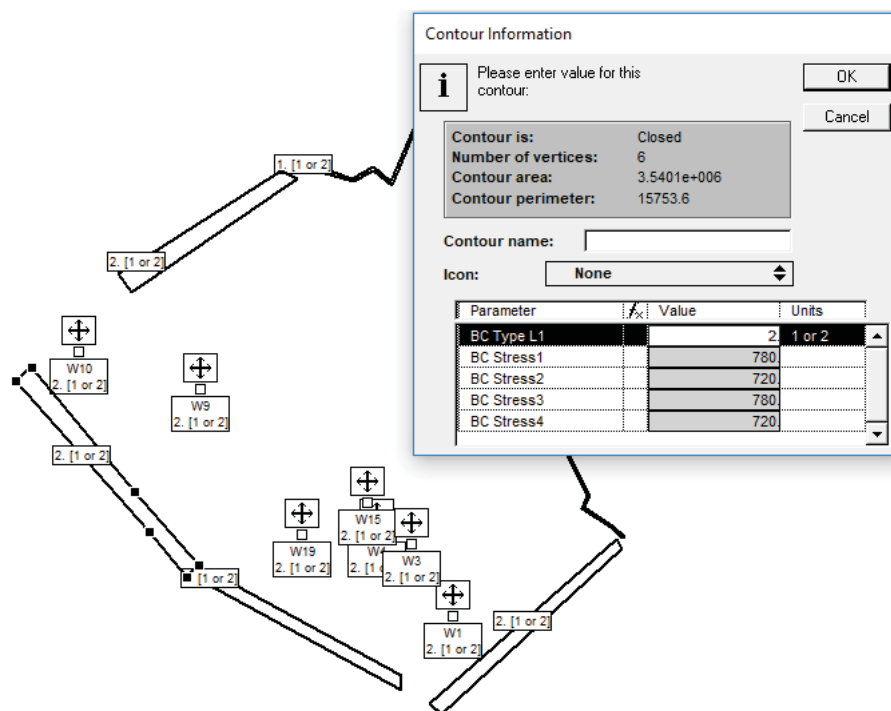 Contour Information
i
Please enter value for this
contour:
OK
Cancel
Contour is: Closed
Number of vertices: 6
Contour area: 3.5401e+006
Contour perimeter: 15753.6
Contour name:
Icon: None
Parameter fx Value Units
BC Type L1 2. 1 or 2
BC Stress1 780.
BC Stress2 720.
BC Stress3 780.
BC Stress4 720.
1. [1 or 2]
2. [1 or 2]
W10
2. [1 or 2]
W9
2. [1 or 2]
2. [1 or 2]
W15
2. [1 or 2]
W19
2. [1 or 2]
2. [1
W3
2. [1 or 2]
[1 or 2]
W1
2. [1 or 2]
2. [1 or 2]